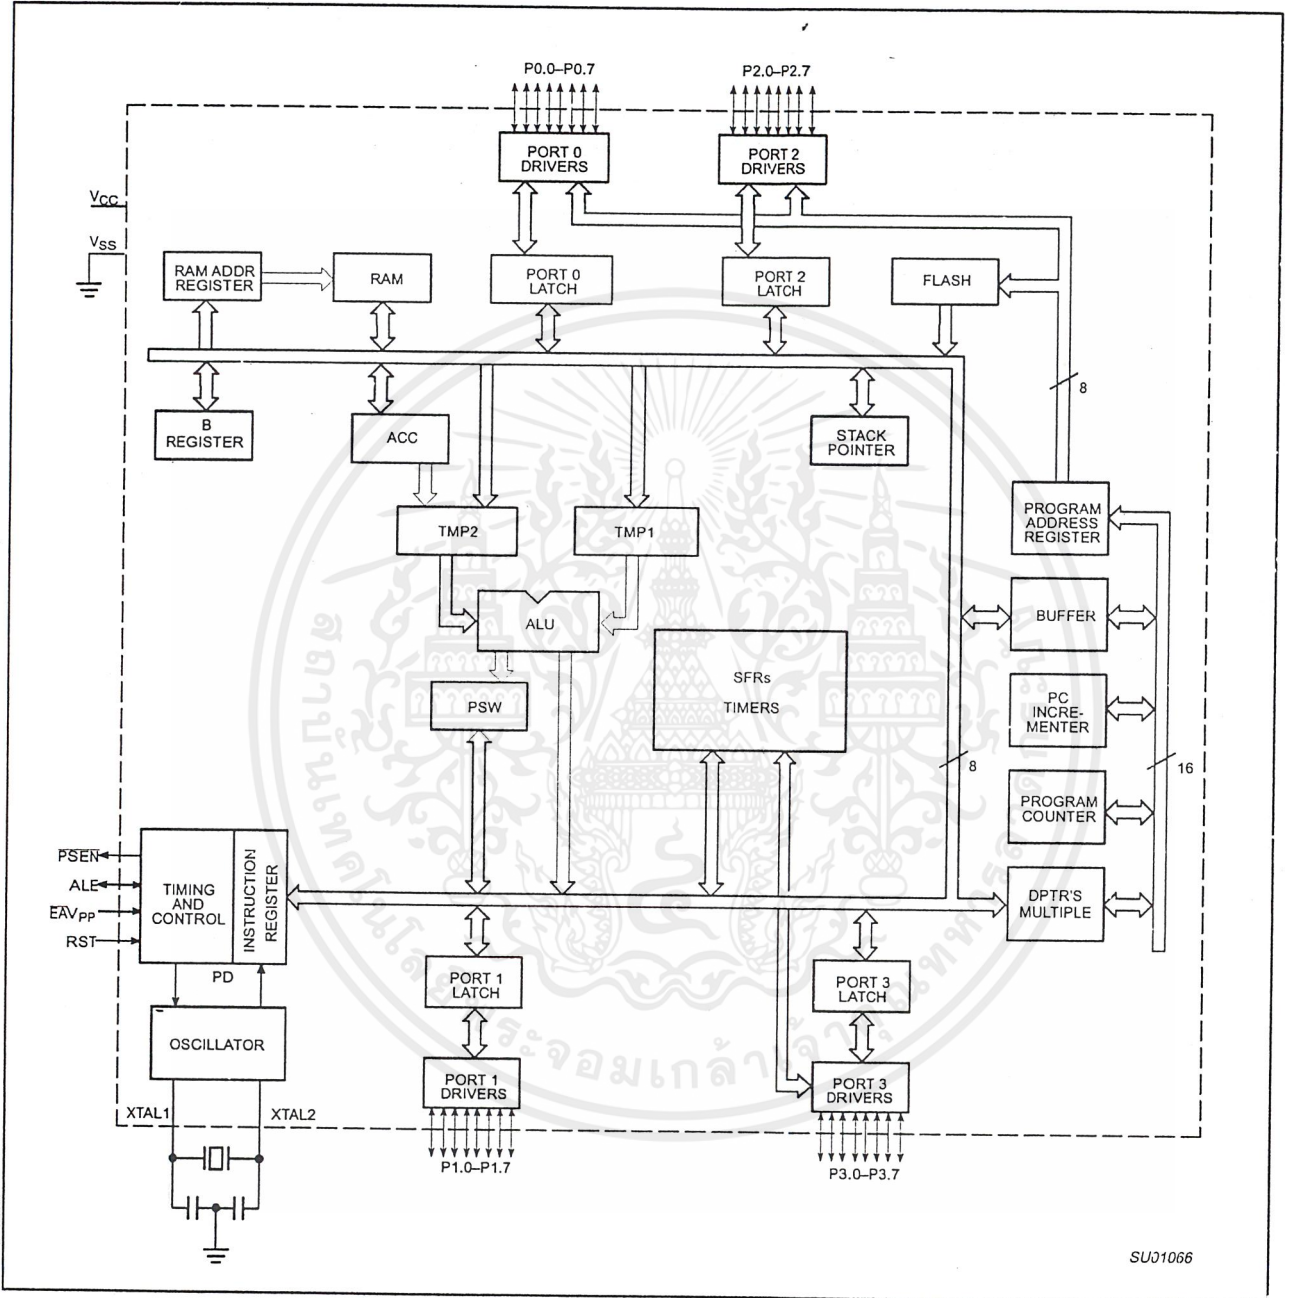 P0.0–P0.7
P2.0–P2.7
PORT 0
DRIVERS
PORT 2
DRIVERS
VCC
VSS
RAM ADDR
REGISTER
RAM
PORT 0
LATCH
PORT 2
LATCH
FLASH
8
B
REGISTER
ACC
STACK
POINTER
TMP2
TMP1
PROGRAM
ADDRESS
REGISTER
ALU
BUFFER
SFRs
TIMERS
PSW
PC
INCRE-
MENTER
8
16
PROGRAM
COUNTER
PSEN
ALE
EAVPP
RST
TIMING
AND
CONTROL
INSTRUCTION
REGISTER
DPTR'S
MULTIPLE
PD
PORT 1
LATCH
PORT 3
LATCH
OSCILLATOR
PORT 1
DRIVERS
PORT 3
DRIVERS
XTAL1
XTAL2
P1.0–P1.7
P3.0–P3.7
SU01066